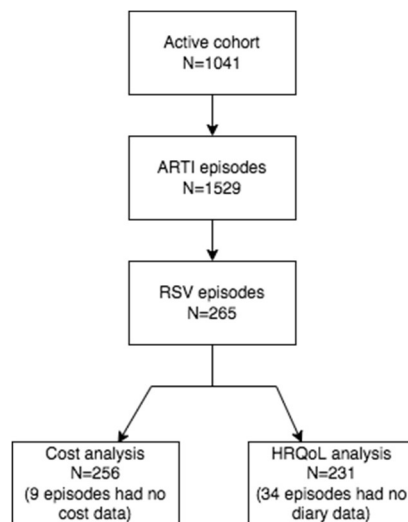 Active cohort
N=1041
ARTI episodes
N=1529
RSV episodes
N=265
Cost analysis
N=256
(9 episodes had no
cost data)
HRQoL analysis
N=231
(34 episodes had no
diary data)